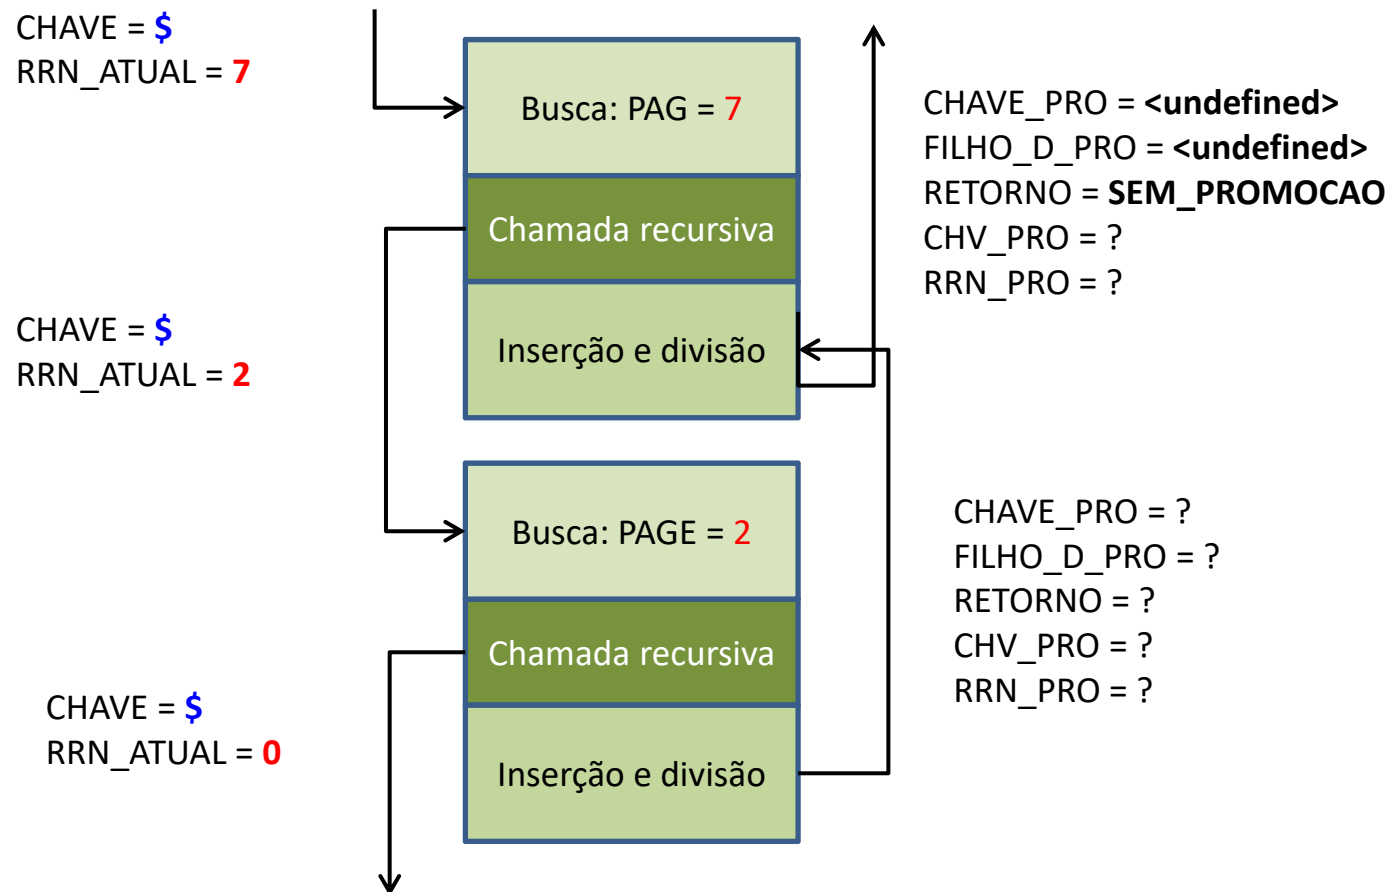 CHAVE = $
RRN_ATUAL = 7
Busca: PAG = 7
Chamada recursiva
Inserção e divisão
CHAVE_PRO = <undefined>
FILHO_D_PRO = <undefined>
RETORNO = SEM_PROMOCAO
CHV_PRO = ?
RRN_PRO = ?
CHAVE = $
RRN_ATUAL = 2
Busca: PAGE = 2
Chamada recursiva
Inserção e divisão
CHAVE_PRO = ?
FILHO_D_PRO = ?
RETORNO = ?
CHV_PRO = ?
RRN_PRO = ?
CHAVE = $
RRN_ATUAL = 0